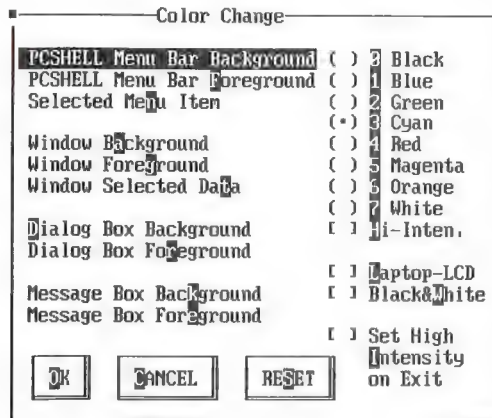 Color Change
PCSHELL Menu Bar Background ( ) 0 Black
PCSHELL Menu Bar Foreground ( ) 1 Blue
Selected Menu Item ( ) 2 Green
(•) 3 Cyan
Window Background ( ) 4 Red
Window Foreground ( ) 5 Magenta
Window Selected Data ( ) 6 Orange
( ) 7 White
Dialog Box Background [ ] Hi-Inten.
Dialog Box Foreground
[ ] Laptop-LCD
Message Box Background [ ] Black&White
Message Box Foreground
[ ] Set High
Intensity
on Exit
OK CANCEL RESET